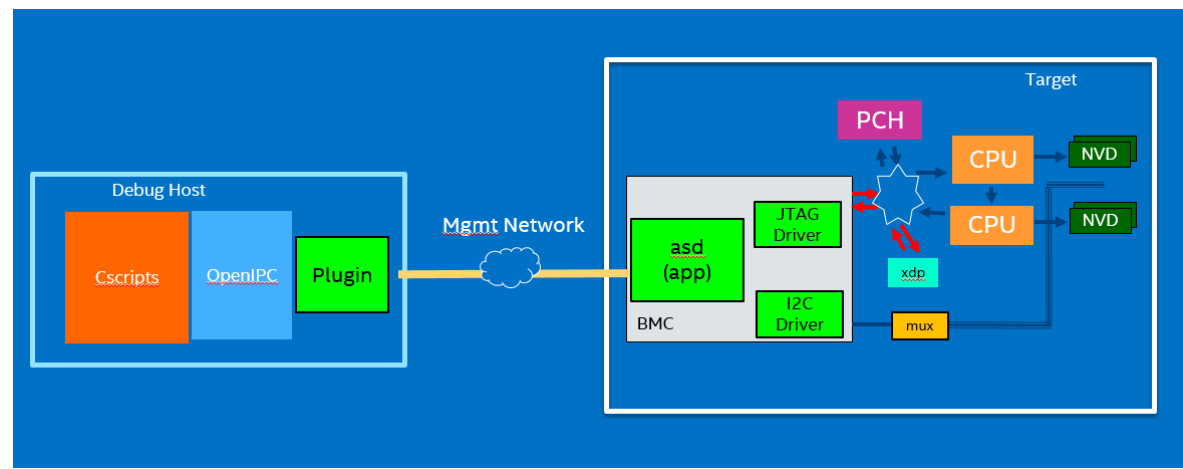 Target
PCH
CPU
NVD
Debug Host
Mgmt Network
JTAG
Driver
CPU
NVD
asd
(app)
Cscripts
OpenIPC
Plugin
xdp
I2C
Driver
BMC
mux